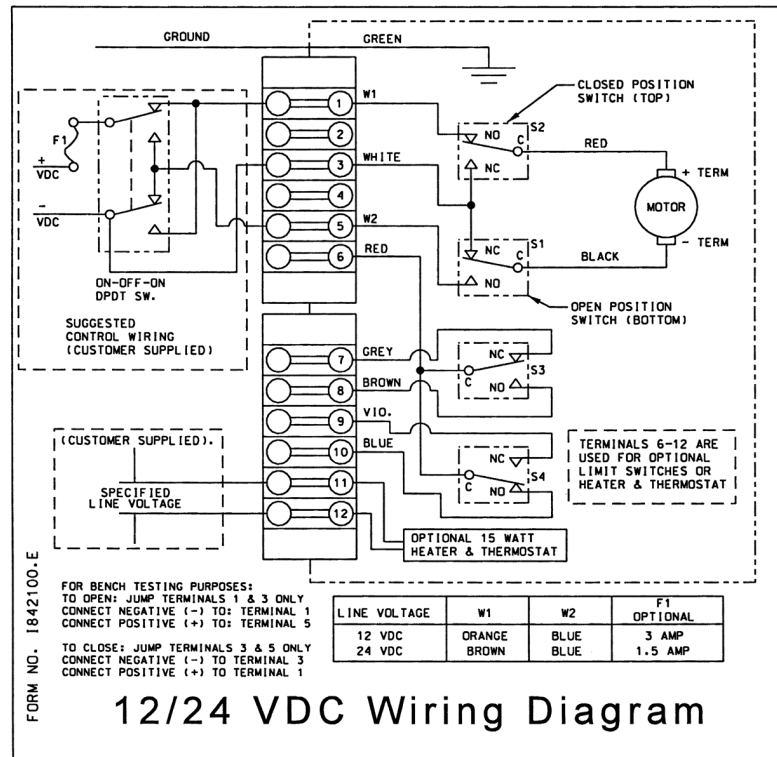 GROUND
GREEN
CLOSED POSITION
SWITCH (TOP)
F1
+
VDC
-
VDC
ON-OFF-ON
DPDT SW.
SUGGESTED
CONTROL WIRING
(CUSTOMER SUPPLIED)
1
2
3
4
5
6
W1
WHITE
W2
RED
NO
S2
C
NC
RED
+ TERM
MOTOR
- TERM
BLACK
NC
S1
C
NO
OPEN POSITION
SWITCH (BOTTOM)
7
8
9
10
11
12
GREY
BROWN
VIO.
BLUE
NC
S3
C
NO
NC
S4
C
NO
TERMINALS 6-12 ARE
USED FOR OPTIONAL
LIMIT SWITCHES OR
HEATER & THERMOSTAT
(CUSTOMER SUPPLIED).
SPECIFIED
LINE VOLTAGE
OPTIONAL 15 WATT
HEATER & THERMOSTAT
FORM NO. I842100.E
FOR BENCH TESTING PURPOSES:
TO OPEN: JUMP TERMINALS 1 & 3 ONLY
CONNECT NEGATIVE (-) TO: TERMINAL 1
CONNECT POSITIVE (+) TO: TERMINAL 5
TO CLOSE: JUMP TERMINALS 3 & 5 ONLY
CONNECT NEGATIVE (-) TO TERMINAL 3
CONNECT POSITIVE (+) TO TERMINAL 1
LINE VOLTAGE W1 W2 F1 OPTIONAL
12 VDC ORANGE BLUE 3 AMP
24 VDC BROWN BLUE 1.5 AMP
12/24 VDC Wiring Diagram